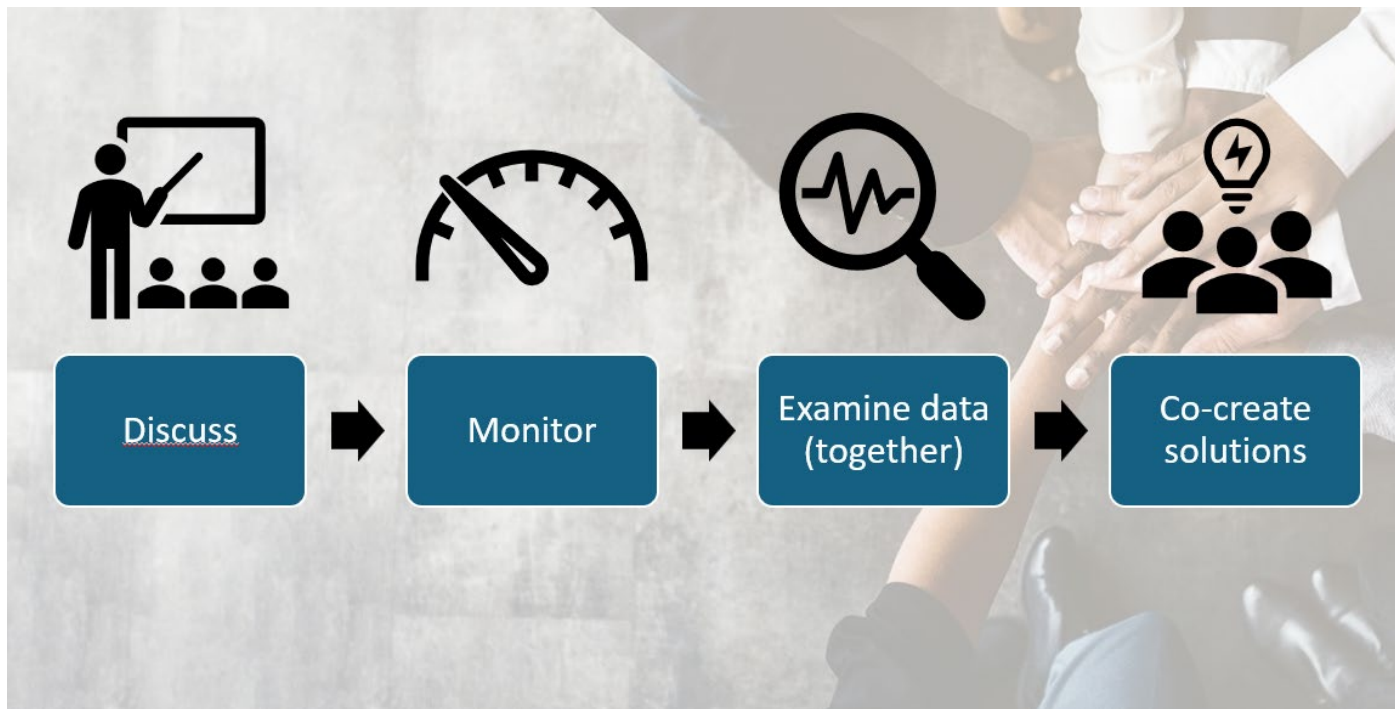 Discuss
Monitor
Examine data
(together)
Co-create
solutions